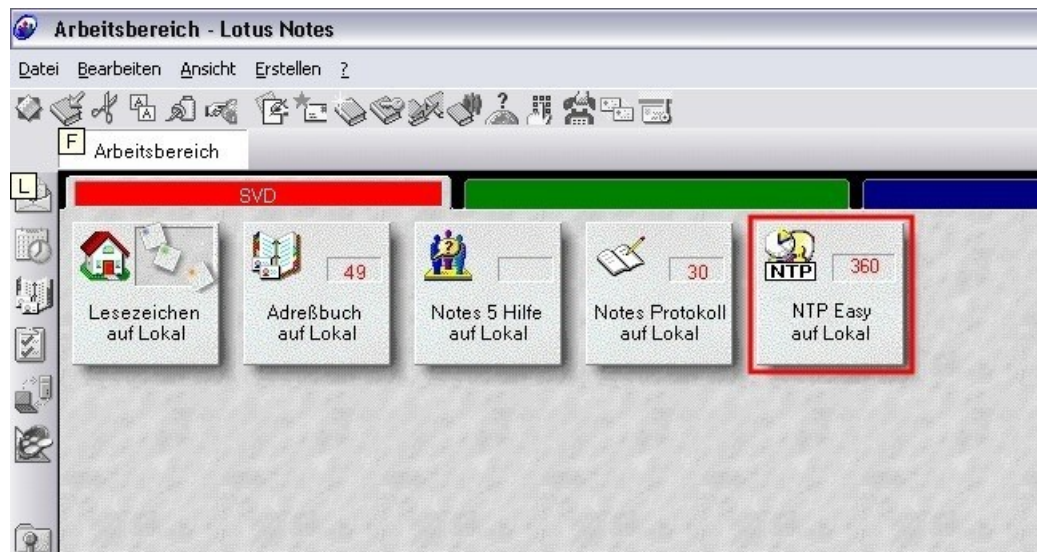 Arbeitsbereich - Lotus Notes
Datei Bearbeiten Ansicht Erstellen ?
F Arbeitsbereich
L
SVD
49
30
NTP 360
Lesezeichen auf Lokal
Adreßbuch auf Lokal
Notes 5 Hilfe auf Lokal
Notes Protokoll auf Lokal
NTP Easy auf Lokal